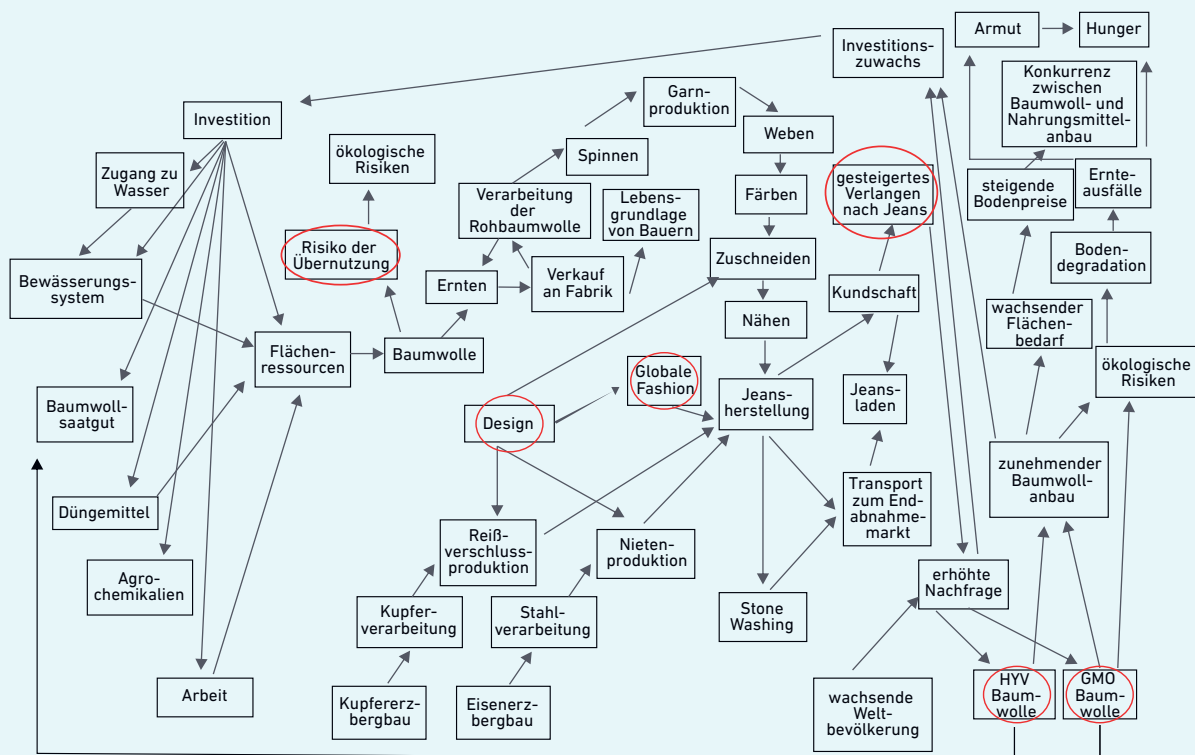 Armut
Hunger
Investitions-
zuwachs
Konkurrenz
zwischen
Baumwoll- und
Nahrungsmittel-
anbau
Garn-
produktion
Investition
Weben
ökologische
Risiken
Spinnen
Zugang zu
Wasser
gesteigertes
Verlangen
nach Jeans
steigende
Bodenpreise
Ernte-
ausfälle
Färben
Verarbeitung
der
Rohbaumwolle
Lebens-
grundlage
von Bauern
Risiko der
Übernutzung
Zuschneiden
Boden-
degradation
Bewässerungs-
system
Ernten
Verkauf
an Fabrik
Kundschaft
wachsender
Flächen-
bedarf
Nähen
Flächen-
ressourcen
Baumwolle
ökologische
Risiken
Globale
Fashion
Jeans-
herstellung
Jeans-
laden
Baumwoll-
saatgut
Design
zunehmender
Baumwoll-
anbau
Transport
zum End-
abnahme-
markt
Düngemittel
Reiß-
verschluss-
produktion
Nieten-
produktion
Agro-
chemikalien
erhöhte
Nachfrage
Kupfer-
verarbeitung
Stahl-
verarbeitung
Stone
Washing
Arbeit
Kupfererz-
bergbau
Eisenerz-
bergbau
wachsende
Welt-
bevölkerung
HYV
Baum-
wolle
GMO
Baum-
wolle